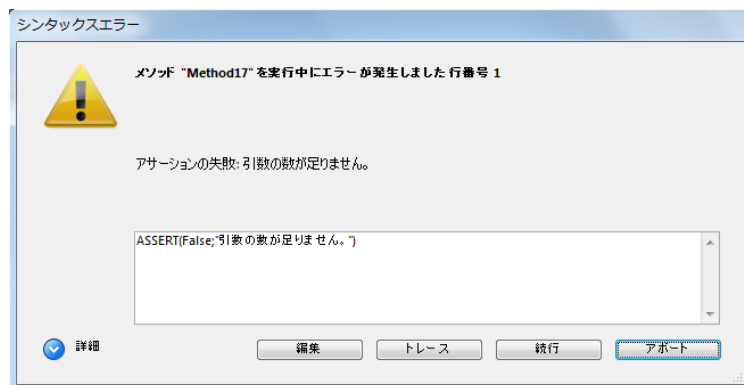 シンタックスエラー
メソッド "Method17" を実行中にエラーが発生しました 行番号 1
アサーションの失敗: 引数の数が足りません。
ASSERT(False;"引数の数が足りません。")
詳細
編集
トレース
続行
アボート